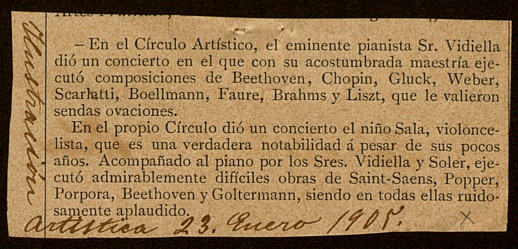 – En el Círculo Artístico, el eminente pianista Sr. Vidiella
dió un concierto en el que con su acostumbrada maestría eje-
cutó composiciones de Beethoven, Chopin, Gluck, Weber,
Scarlatti, Boellmann, Faure, Brahms y Liszt, que le valieron
sendas ovaciones.
En el propio Círculo dió un concierto el niño Sala, violonce-
lista, que es una verdadera notabilidad á pesar de sus pocos
años. Acompañado al piano por los Sres. Vidiella y Soler, eje-
cutó admirablemente difíciles obras de Saint-Saens, Popper,
Porpora, Beethoven y Goltermann, siendo en todas ellas ruido-
samente aplaudido.
Ilustración
artística 23. Enero 1905.
x